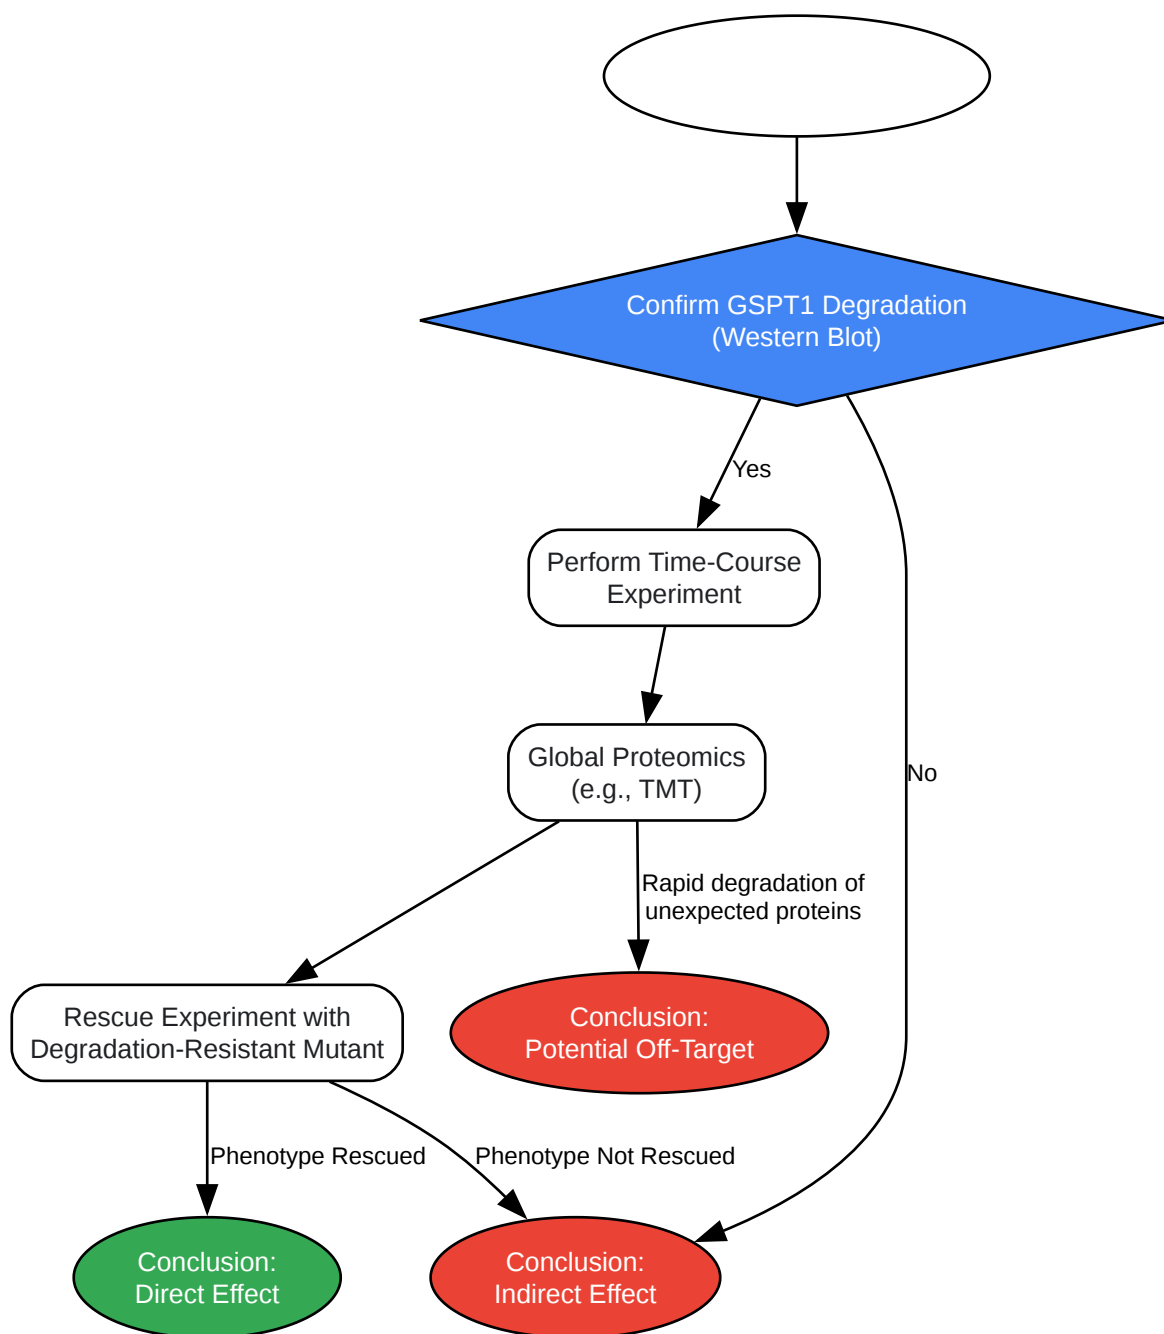 Confirm GSPT1 Degradation
(Western Blot)
Yes
Perform Time-Course
Experiment
Global Proteomics
(e.g., TMT)
No
Rapid degradation of
unexpected proteins
Rescue Experiment with
Degradation-Resistant Mutant
Conclusion:
Potential Off-Target
Phenotype Rescued
Phenotype Not Rescued
Conclusion:
Direct Effect
Conclusion:
Indirect Effect